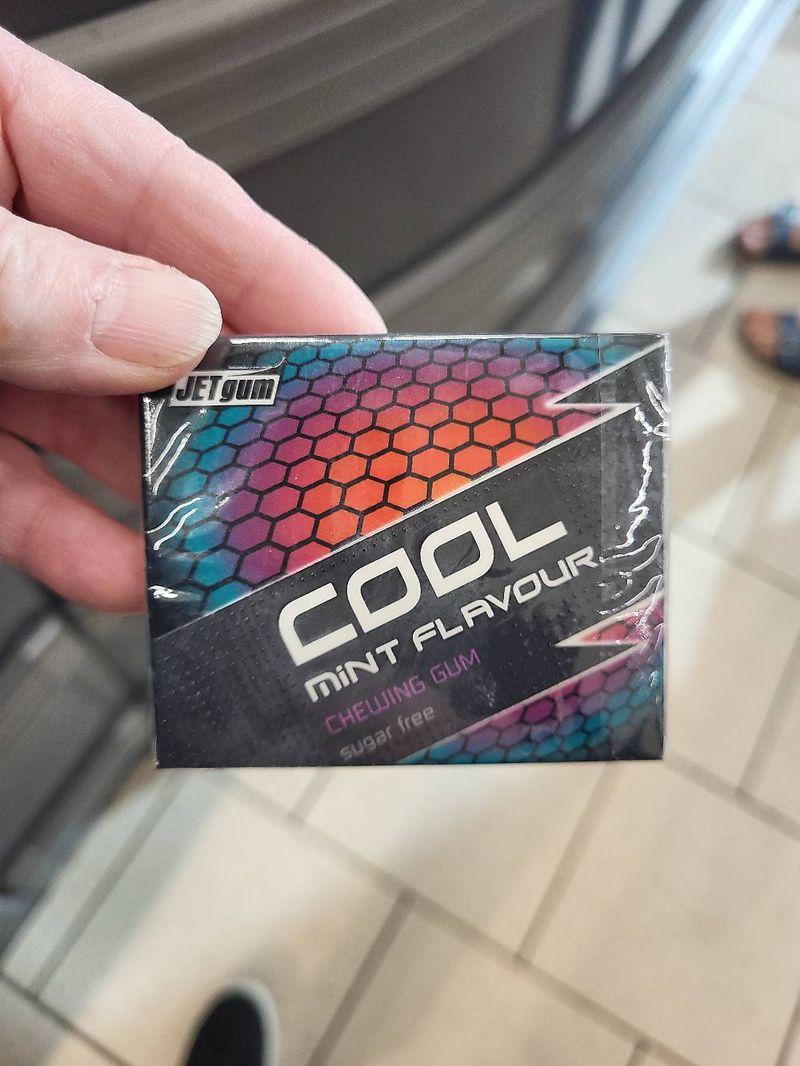 JETgum
COOL
MiNT FLAVOUR
CHEWING GUM
sugar free